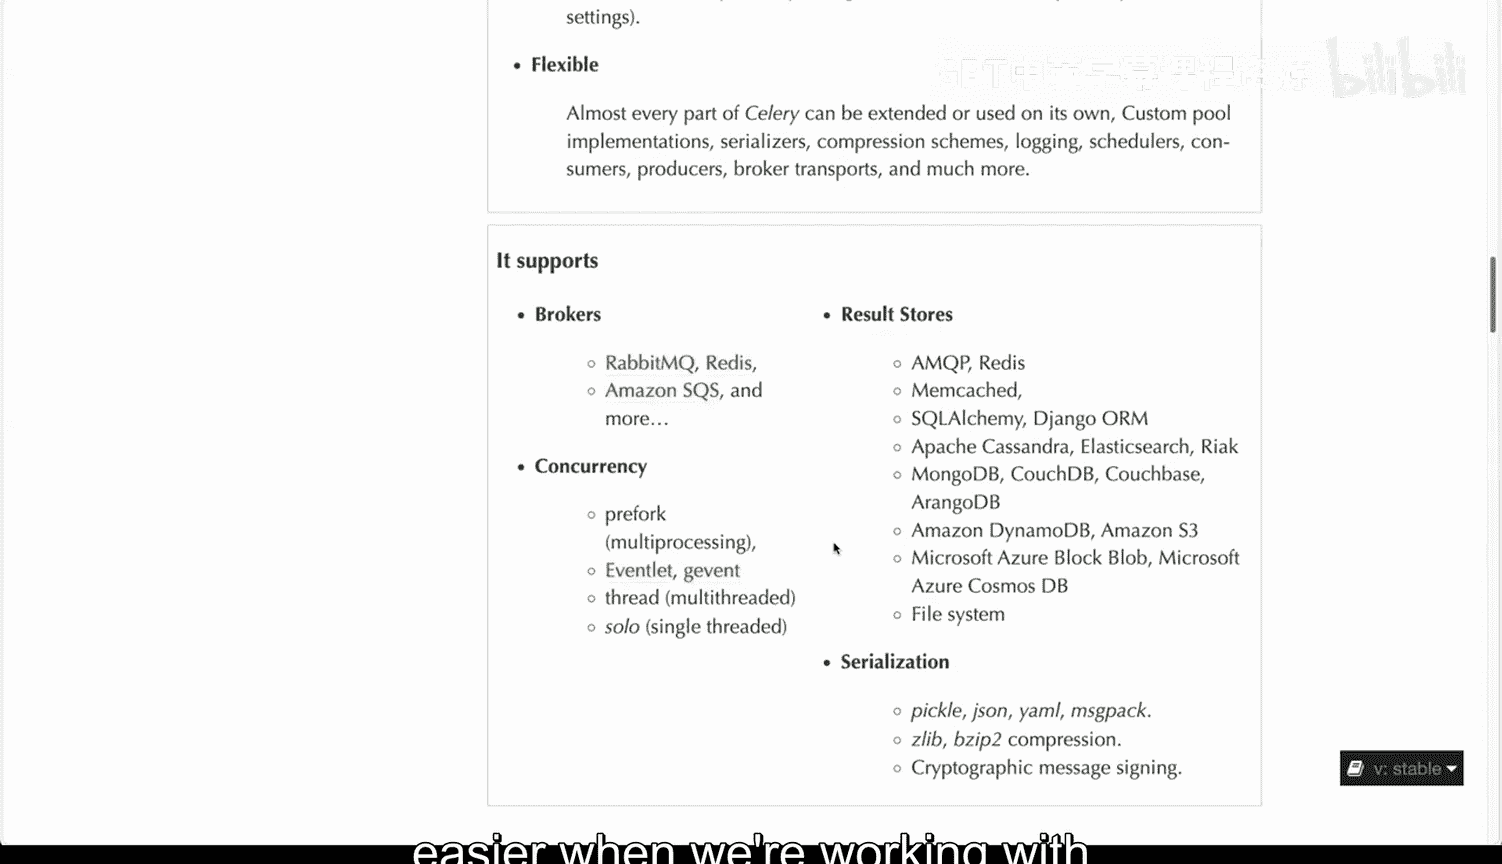 settings).
• Flexible
Almost every part of Celery can be extended or used on its own, Custom pool
implementations, serializers, compression schemes, logging, schedulers, con-
sumers, producers, broker transports, and much more.
It supports
• Brokers
◦ RabbitMQ, Redis,
◦ Amazon SQS, and
more…
• Concurrency
◦ prefork
(multiprocessing),
◦ Eventlet, gevent
◦ thread (multithreaded)
◦ solo (single threaded)
• Result Stores
◦ AMQP, Redis
◦ Memcached,
◦ SQLAlchemy, Django ORM
◦ Apache Cassandra, Elasticsearch, Riak
◦ MongoDB, CouchDB, Couchbase,
ArangoDB
◦ Amazon DynamoDB, Amazon S3
◦ Microsoft Azure Block Blob, Microsoft
Azure Cosmos DB
◦ File system
• Serialization
◦ pickle, json, yaml, msgpack.
◦ zlib, bzip2 compression.
◦ Cryptographic message signing.
v: stable
easier when we're working with
bilibili